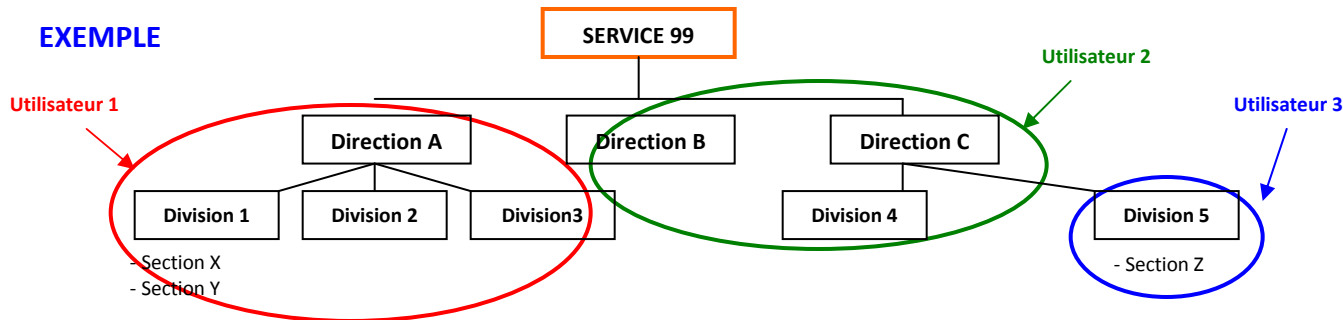 EXEMPLE
SERVICE 99
Utilisateur 1
Utilisateur 2
Utilisateur 3
Direction A
Direction B
Direction C
Division 1
Division 2
Division3
Division 4
Division 5
- Section X
- Section Y
- Section Z